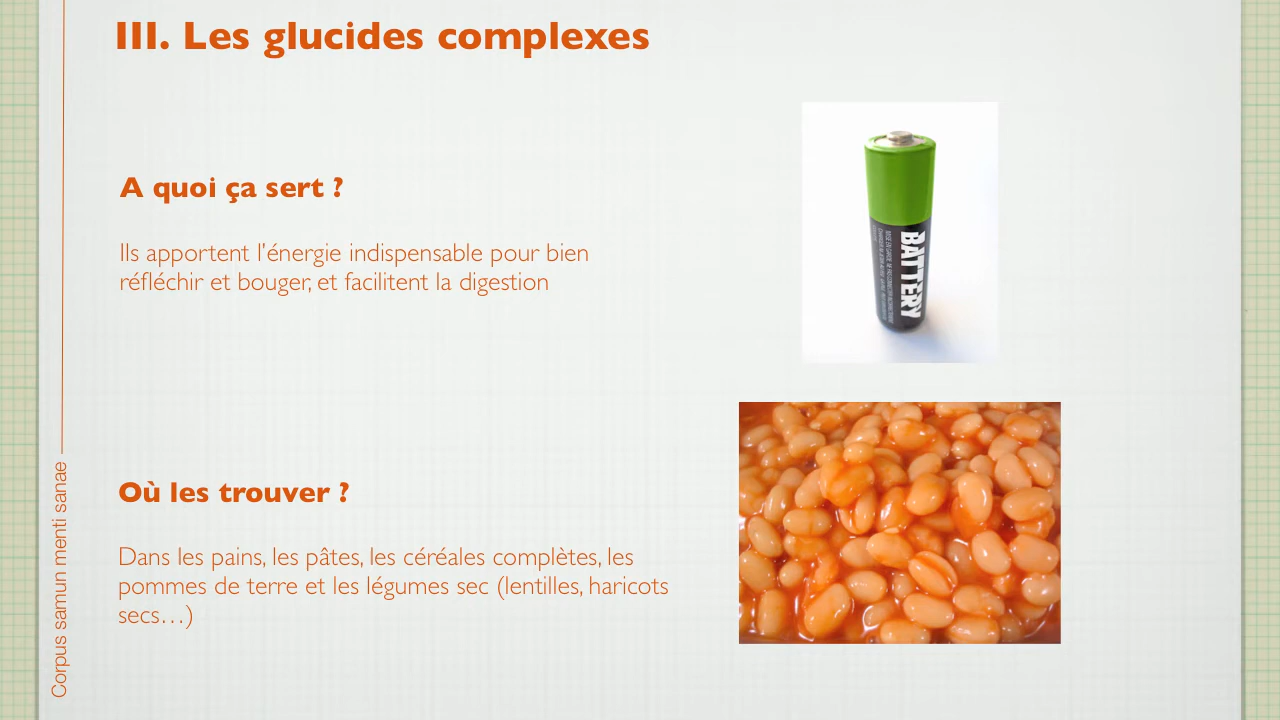 III. Les glucides complexes
A quoi ça sert ?
Ils apportent l'énergie indispensable pour bien
réfléchir et bouger, et facilitent la digestion
BATTERY
Où les trouver ?
Dans les pains, les pâtes, les céréales complètes, les
pommes de terre et les légumes sec (lentilles, haricots
secs…)
Corpus samun menti sanae